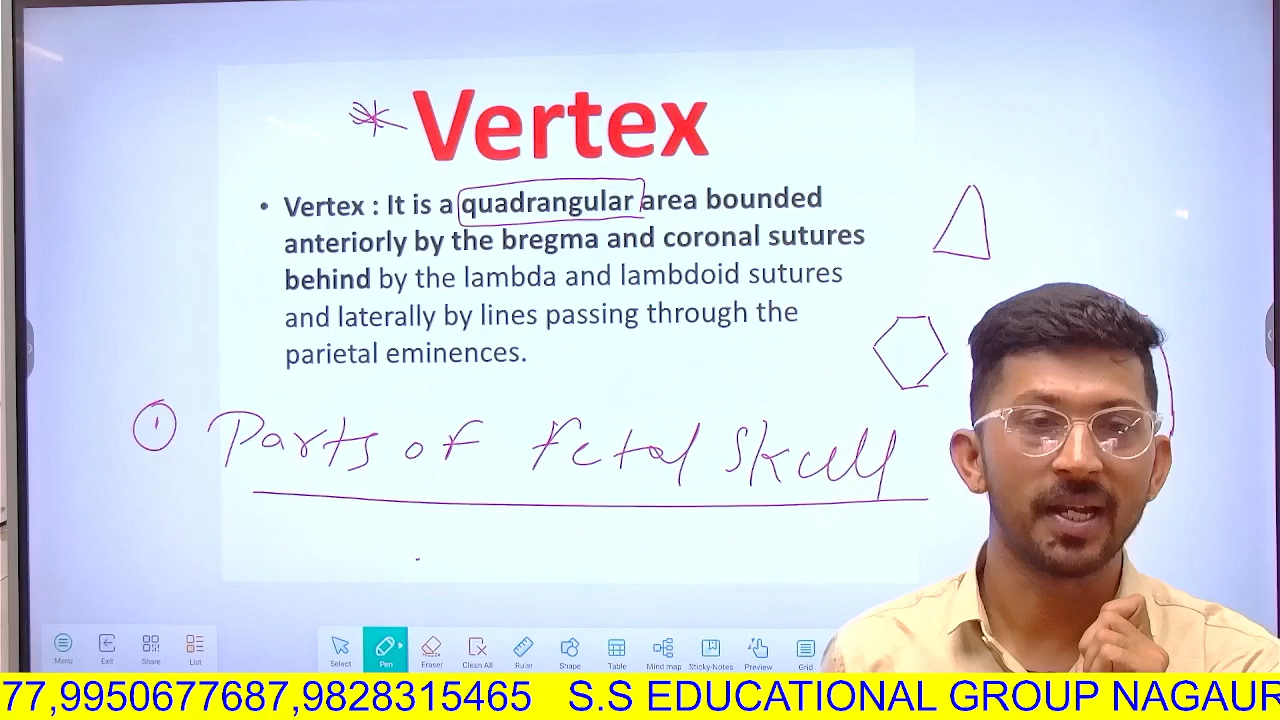 Vertex
• Vertex : It is a quadrangular area bounded
anteriorly by the bregma and coronal sutures
behind by the lambda and lambdoid sutures
and laterally by lines passing through the
parietal eminences.
① Parts of Fetal Skull
Menu Exit Share List Select Pen Eraser Clean All Ruler Shape Table Mind map Sticky-Notes Preview Grid
77,9950677687,9828315465 S.S EDUCATIONAL GROUP NAGAUR